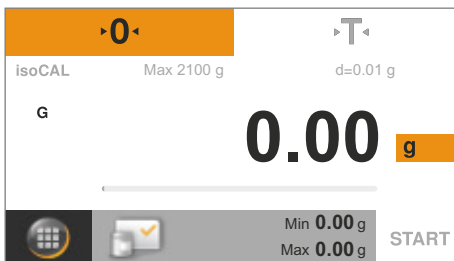 ▸0◂ ▸T◂
isoCAL Max 2100 g d=0.01 g
G
0.00 g
Min 0.00 g
Max 0.00 g
START